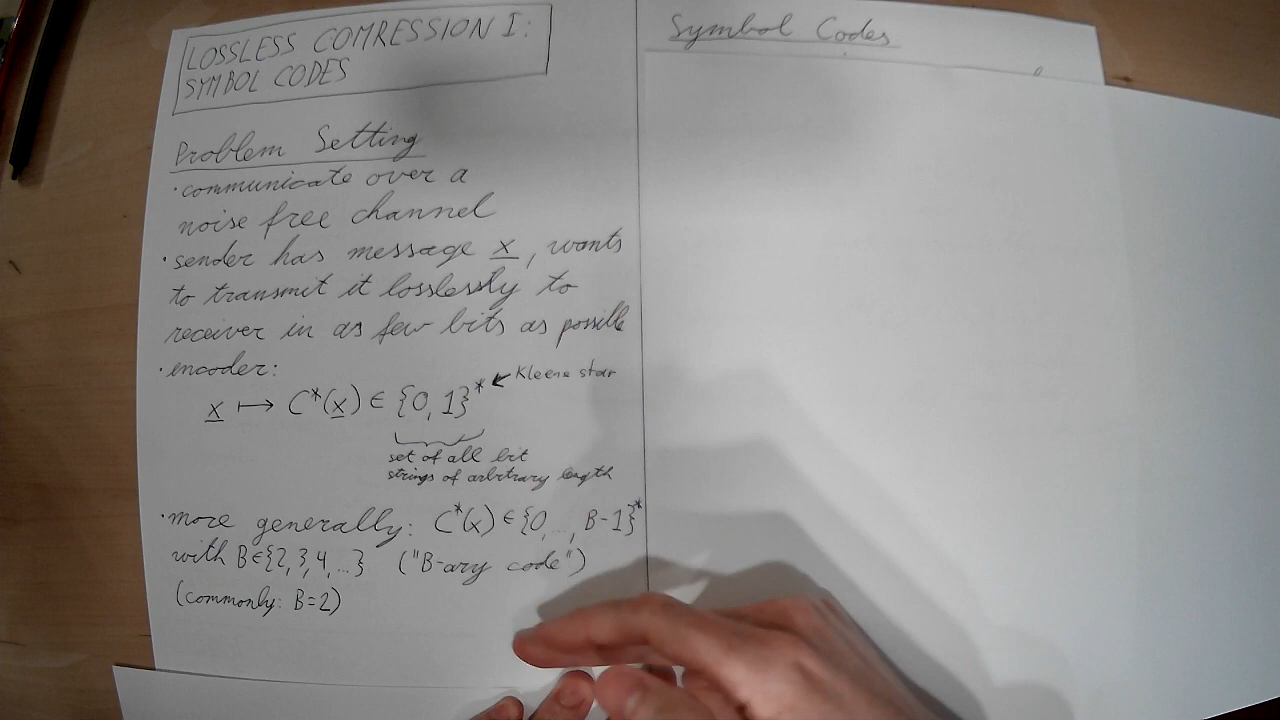 LOSSLESS COMRESSION I:
SYMBOL CODES
Problem Setting
· communicate over a
noise free channel
· sender has message x, wants
to transmit it losslessly to
receiver in as few bits as possible
· encoder:
x ↦ C*(x) ∈ {0, 1}* ← Kleene star
set of all bit
strings of arbitrary length
· more generally: C*(x) ∈ {0, ..., B-1}*
with B∈{2, 3, 4, ...} ("B-ary code")
(commonly: B=2)
Symbol Codes